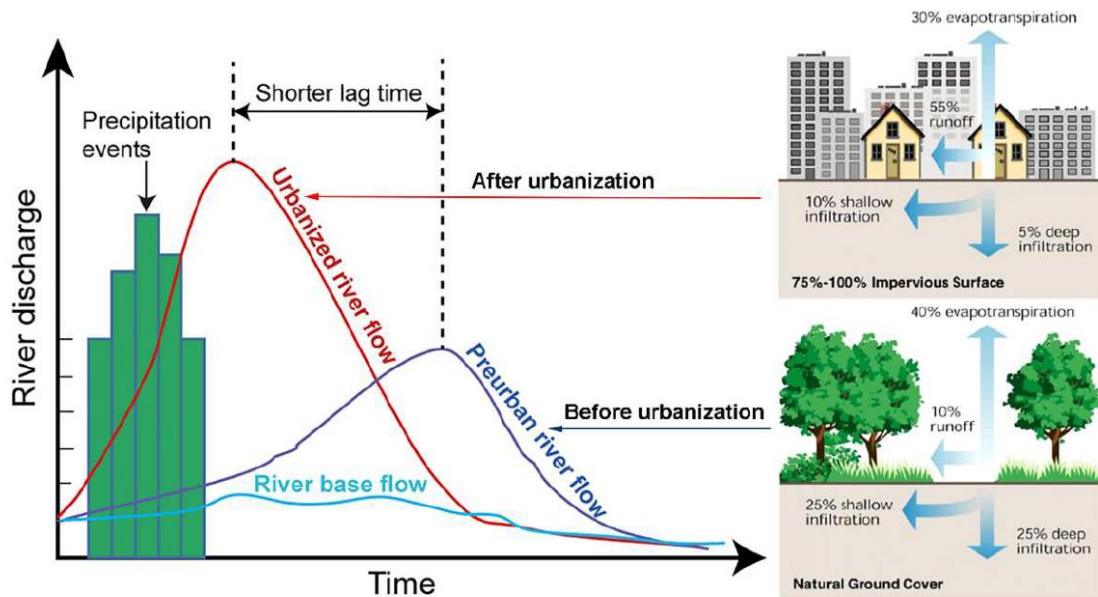 Shorter lag time
Precipitation
events
River discharge
Time
Urbanized river flow
Preurban river flow
River base flow
After urbanization
Before urbanization
30% evapotranspiration
55%
runoff
10% shallow
infiltration
5% deep
infiltration
75%-100% Impervious Surface
40% evapotranspiration
10%
runoff
25% shallow
infiltration
25% deep
infiltration
Natural Ground Cover